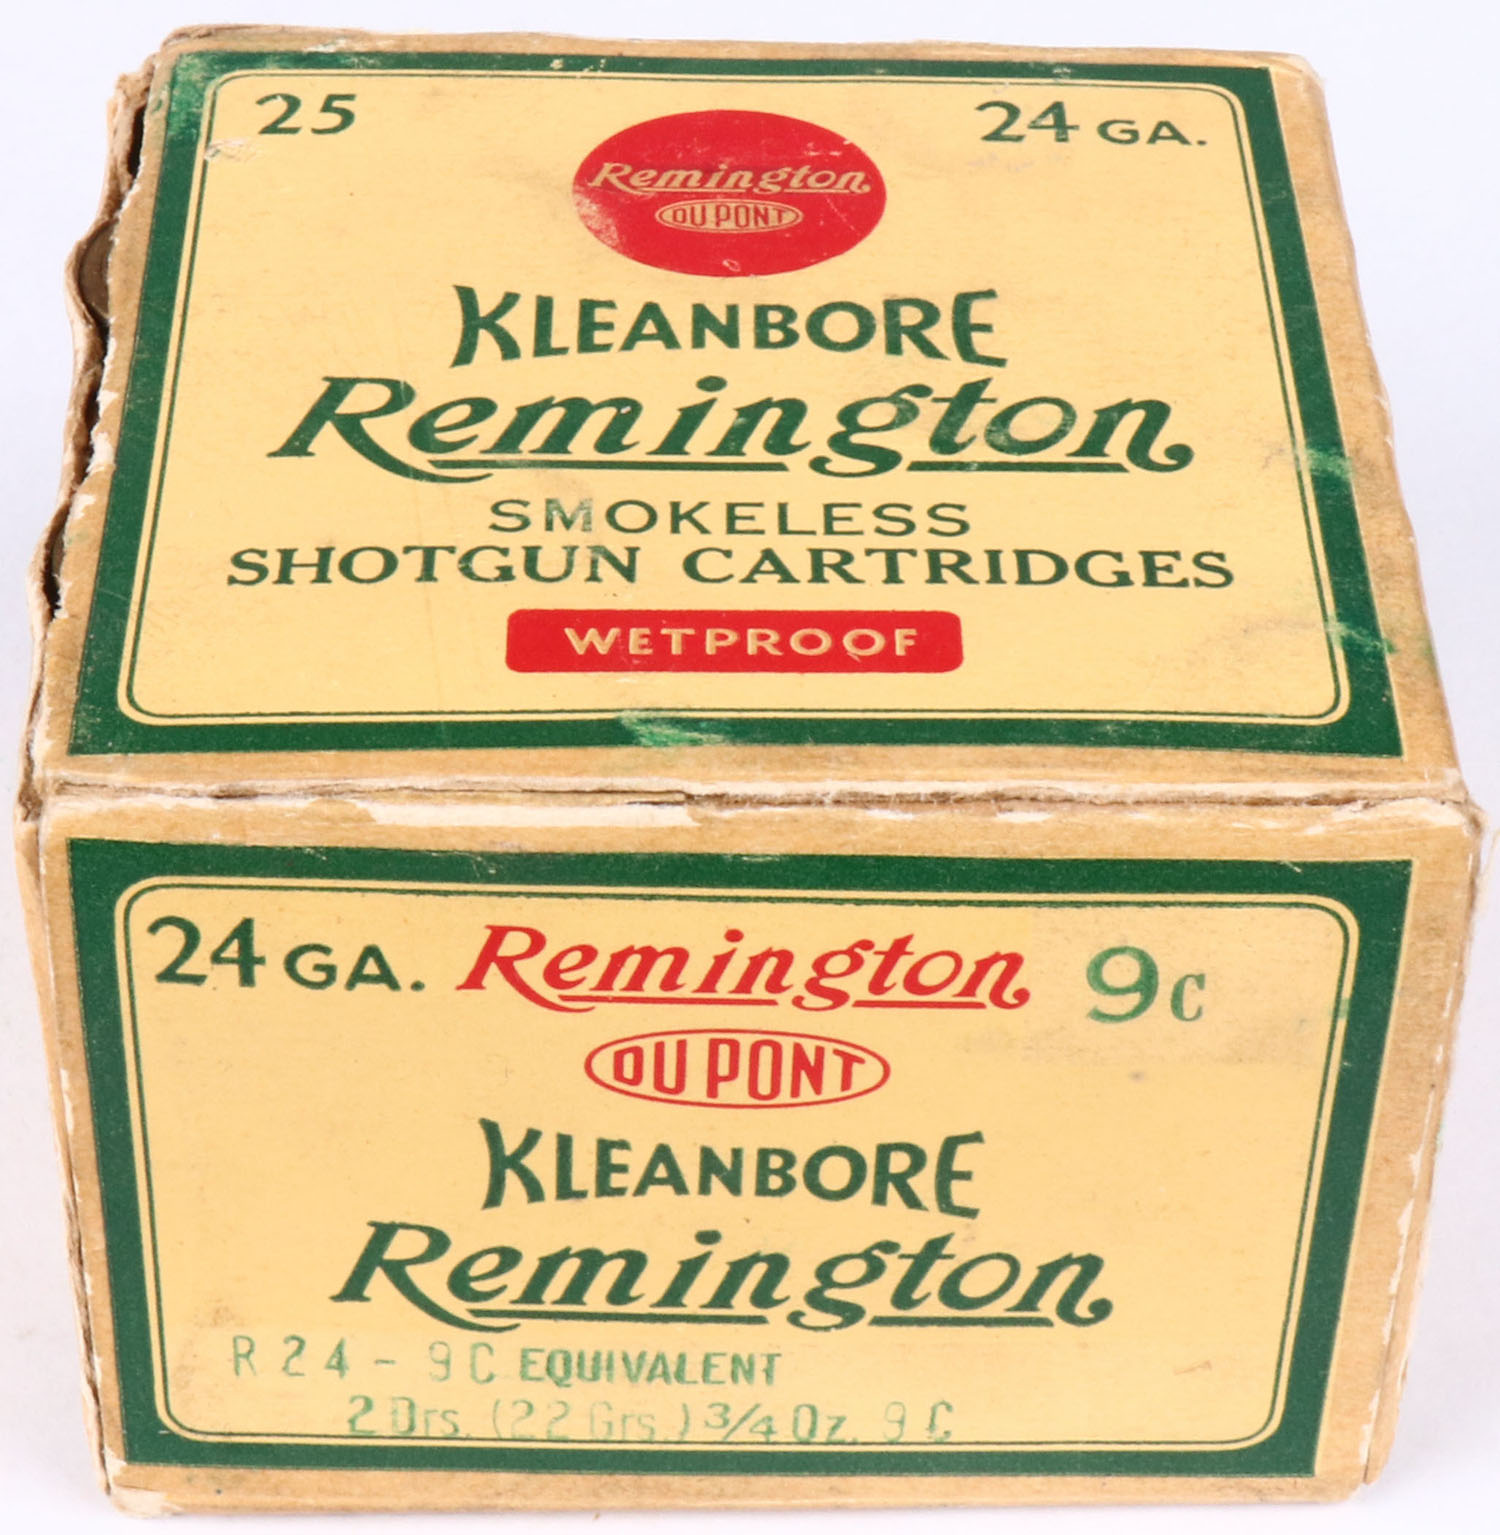 25 24 GA.
Remington
DU PONT
KLEANBORE
Remington
SMOKELESS
SHOTGUN CARTRIDGES
WETPROOF
24 GA. Remington 9C
DU PONT
KLEANBORE
Remington
R 24 - 9 C EQUIVALENT
2 Drs. (22 Grs.) 3/4 Oz. 9 C